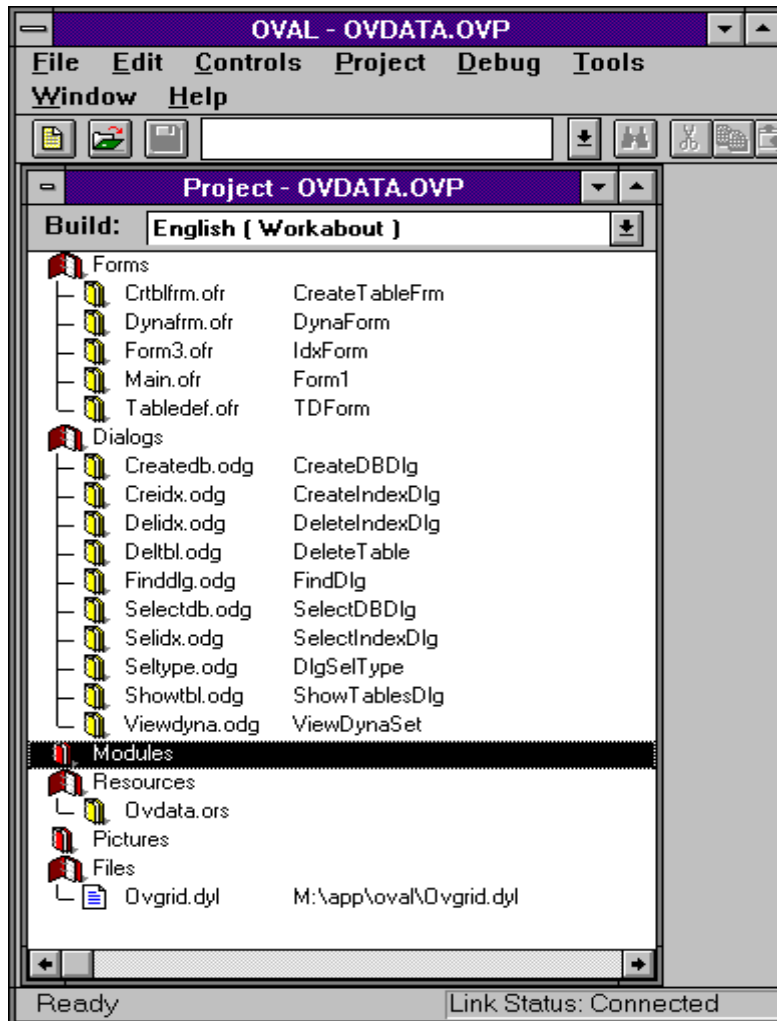 OVAL - OVDATA.OVP
File Edit Controls Project Debug Tools
Window Help
Project - OVDATA.OVP
Build: English ( Workabout )
Forms
Crtblfrm.ofr CreateTableFrm
Dynafrm.ofr DynaForm
Form3.ofr IdxForm
Main.ofr Form1
Tabledef.ofr TDForm
Dialogs
Createdb.odg CreateDBDlg
Creidx.odg CreateIndexDlg
Delidx.odg DeleteIndexDlg
Deltbl.odg DeleteTable
Finddlg.odg FindDlg
Selectdb.odg SelectDBDlg
Selidx.odg SelectIndexDlg
Seltype.odg DlgSelType
Showtbl.odg ShowTablesDlg
Viewdyna.odg ViewDynaSet
Modules
Resources
Ovdata.ors
Pictures
Files
Ovgrid.dyl M:\app\oval\Ovgrid.dyl
Ready Link Status: Connected